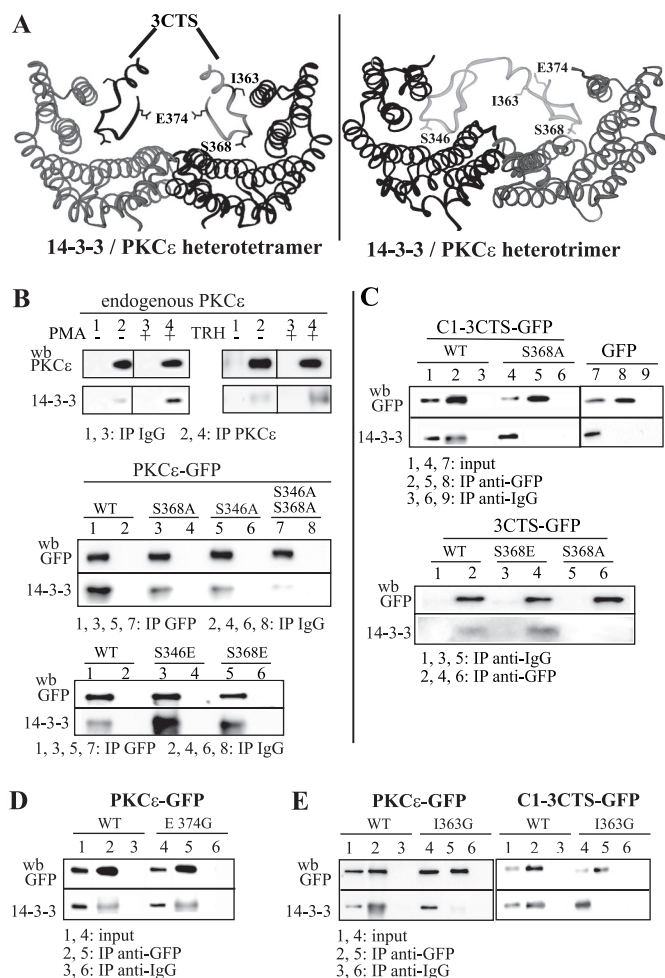 A
3CTS
I363
E374
S368
14-3-3 / PKCε heterotetramer
E374
I363
S346
S368
14-3-3 / PKCε heterotrimer
B
endogenous PKCε
1 2 3 4
PMA - - + +
TRH - - + +
1 2 3 4
wb
PKCε
14-3-3
1, 3: IP IgG 2, 4: IP PKCε
PKCε-GFP
WT S368A S346A S346A S368A
1 2 3 4 5 6 7 8
wb
GFP
14-3-3
1, 3, 5, 7: IP GFP 2, 4, 6, 8: IP IgG
WT S346E S368E
1 2 3 4 5 6
wb
GFP
14-3-3
1, 3, 5, 7: IP GFP 2, 4, 6, 8: IP IgG
C
C1-3CTS-GFP
WT S368A GFP
1 2 3 4 5 6 7 8 9
wb
GFP
14-3-3
1, 4, 7: input
2, 5, 8: IP anti-GFP
3, 6, 9: IP anti-IgG
3CTS-GFP
WT S368E S368A
1 2 3 4 5 6
wb
GFP
14-3-3
1, 3, 5: IP anti-IgG
2, 4, 6: IP anti-GFP
D
PKCε-GFP
WT E 374G
1 2 3 4 5 6
wb
GFP
14-3-3
1, 4: input
2, 5: IP anti-GFP
3, 6: IP anti-IgG
E
PKCε-GFP C1-3CTS-GFP
WT I363G WT I363G
1 2 3 4 5 6 1 2 3 4 5 6
wb
GFP
14-3-3
1, 4: input
2, 5: IP anti-GFP
3, 6: IP anti-IgG